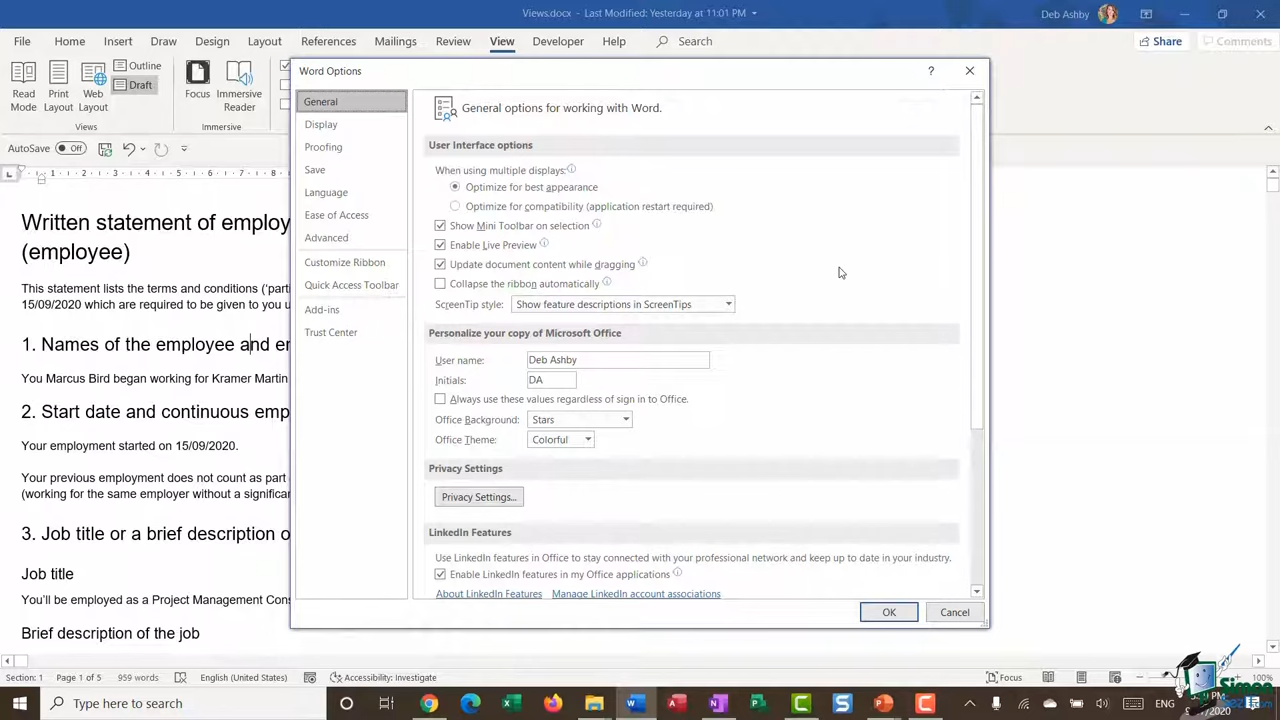 Views.docx - Last Modified: Yesterday at 11:01 PM
Deb Ashby
File Home Insert Draw Design Layout References Mailings Review View Developer Help Search Share Comments
Read Mode
Print Layout
Web Layout
Outline
Draft
Views
Focus
Immersive Reader
Immersive
AutoSave Off
1 2 3 4 5 6 7 8 9 10
Written statement of employ
(employee)
This statement lists the terms and conditions ('parti
15/09/2020 which are required to be given to you u
1. Names of the employee and en
You Marcus Bird began working for Kramer Martin
2. Start date and continuous emp
Your employment started on 15/09/2020.
Your previous employment does not count as part
(working for the same employer without a significan
3. Job title or a brief description o
Job title
You'll be employed as a Project Management Cons
Brief description of the job
Word Options
?
General
Display
Proofing
Save
Language
Ease of Access
Advanced
Customize Ribbon
Quick Access Toolbar
Add-ins
Trust Center
General options for working with Word.
User Interface options
When using multiple displays:
Optimize for best appearance
Optimize for compatibility (application restart required)
Show Mini Toolbar on selection
Enable Live Preview
Update document content while dragging
Collapse the ribbon automatically
ScreenTip style: Show feature descriptions in ScreenTips
Personalize your copy of Microsoft Office
User name: Deb Ashby
Initials: DA
Always use these values regardless of sign in to Office.
Office Background: Stars
Office Theme: Colorful
Privacy Settings
Privacy Settings...
LinkedIn Features
Use LinkedIn features in Office to stay connected with your professional network and keep up to date in your industry.
Enable LinkedIn features in my Office applications
About LinkedIn Features Manage LinkedIn account associations
OK Cancel
Section: 1 Page 1 of 5 959 words English (United States) Accessibility: Investigate Focus 100%
Type here to search
Simon